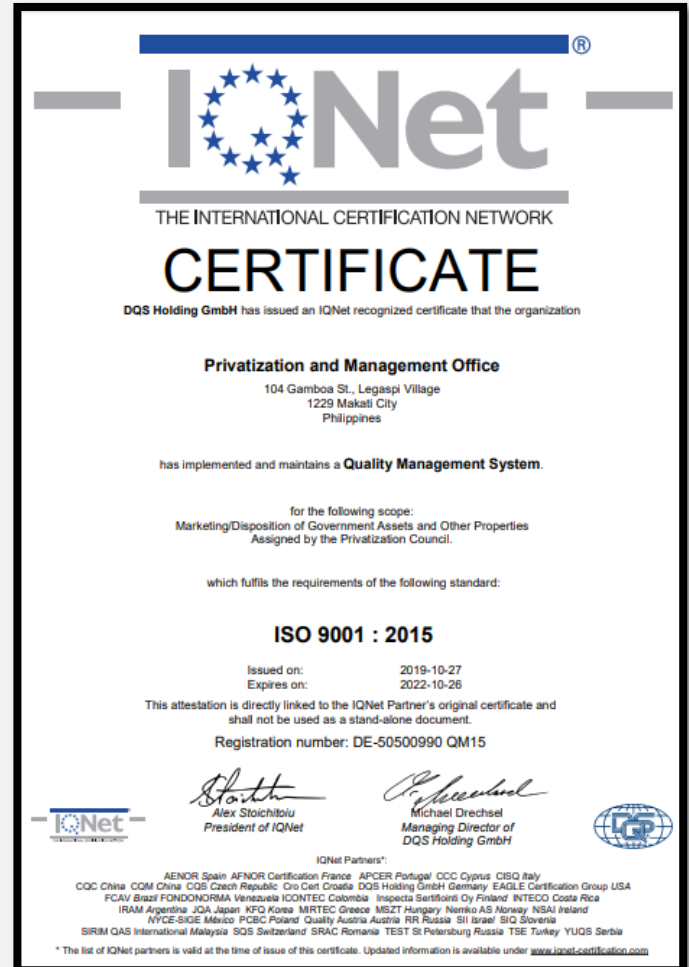 ®
IQNet
THE INTERNATIONAL CERTIFICATION NETWORK
CERTIFICATE
DQS Holding GmbH has issued an IQNet recognized certificate that the organization
Privatization and Management Office
104 Gamboa St., Legaspi Village
1229 Makati City
Philippines
has implemented and maintains a Quality Management System.
for the following scope:
Marketing/Disposition of Government Assets and Other Properties
Assigned by the Privatization Council.
which fulfils the requirements of the following standard:
ISO 9001 : 2015
Issued on: 2019-10-27
Expires on: 2022-10-26
This attestation is directly linked to the IQNet Partner's original certificate and
shall not be used as a stand-alone document.
Registration number: DE-50500990 QM15
Alex Stoichitoiu
President of IQNet
Michael Drechsel
Managing Director of
DQS Holding GmbH
IQNet
DQS
IQNet Partners*:
AENOR Spain AFNOR Certification France APCER Portugal CCC Cyprus CISQ Italy
CQC China CQM China CQS Czech Republic Cro Cert Croatia DQS Holding GmbH Germany EAGLE Certification Group USA
FCAV Brazil FONDONORMA Venezuela ICONTEC Colombia Inspecta Sertifiointi Oy Finland INTECO Costa Rica
IRAM Argentina JQA Japan KFQ Korea MIRTEC Greece MSZT Hungary Nemko AS Norway NSAI Ireland
NYCE-SIGE México PCBC Poland Quality Austria Austria RR Russia SII Israel SIQ Slovenia
SIRIM QAS International Malaysia SQS Switzerland SRAC Romania TEST St Petersburg Russia TSE Turkey YUQS Serbia
* The list of IQNet partners is valid at the time of issue of this certificate. Updated information is available under www.iqnet-certification.com